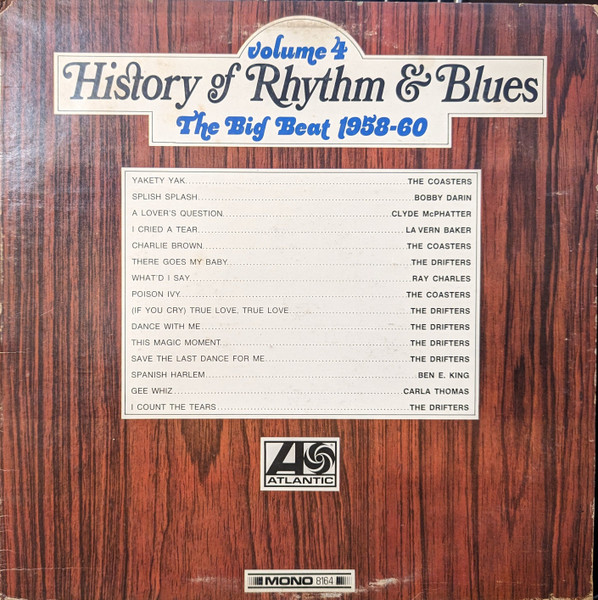 volume 4
History of Rhythm & Blues
The Big Beat 1958-60
YAKETY YAK THE COASTERS
SPLISH SPLASH BOBBY DARIN
A LOVER'S QUESTION CLYDE McPHATTER
I CRIED A TEAR LA VERN BAKER
CHARLIE BROWN THE COASTERS
THERE GOES MY BABY THE DRIFTERS
WHAT'D I SAY RAY CHARLES
POISON IVY THE COASTERS
(IF YOU CRY) TRUE LOVE, TRUE LOVE THE DRIFTERS
DANCE WITH ME THE DRIFTERS
THIS MAGIC MOMENT THE DRIFTERS
SAVE THE LAST DANCE FOR ME THE DRIFTERS
SPANISH HARLEM BEN E. KING
GEE WHIZ CARLA THOMAS
I COUNT THE TEARS THE DRIFTERS
A
ATLANTIC
MONO 8164